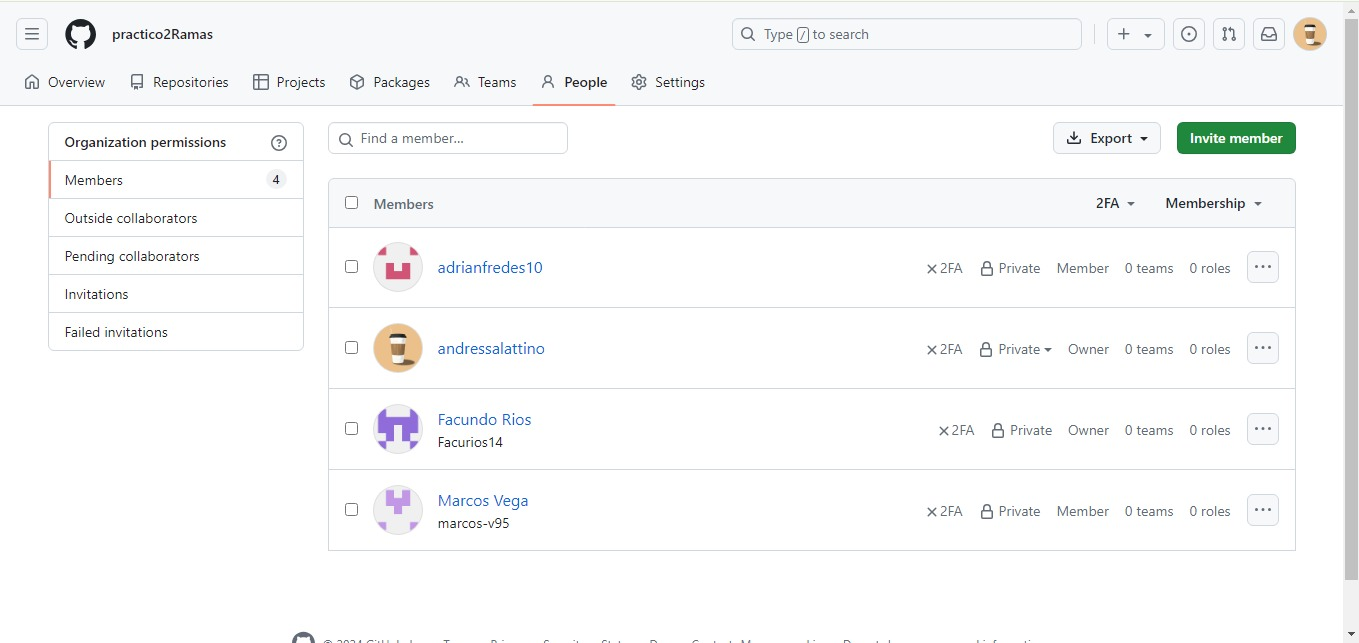 practico2Ramas
Type / to search
Overview Repositories Projects Packages Teams People Settings
Organization permissions
Members 4
Outside collaborators
Pending collaborators
Invitations
Failed invitations
Find a member...
Export
Invite member
Members 2FA Membership
adrianfredes10 2FA Private Member 0 teams 0 roles
andressalattino 2FA Private Owner 0 teams 0 roles
Facundo Rios
Facurios14 2FA Private Owner 0 teams 0 roles
Marcos Vega
marcos-v95 2FA Private Member 0 teams 0 roles